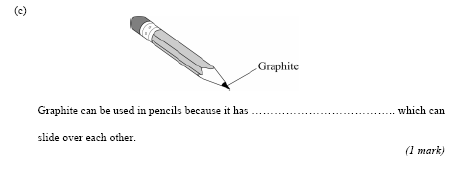 (c)
Graphite
Graphite can be used in pencils because it has ........................................ which can
slide over each other.
(1 mark)